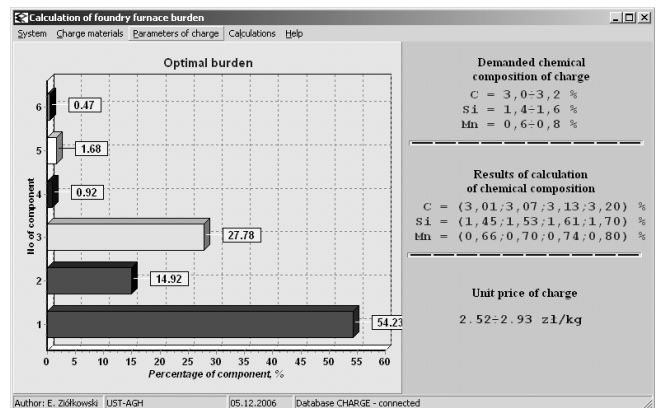 Calculation of foundry furnace burden
System Charge materials Parameters of charge Calculations Help
Optimal burden
No of component
6
0.47
5
1.68
4
0.92
3
27.78
2
14.92
1
54.23
0 5 10 15 20 25 30 35 40 45 50 55 60
Percentage of component, %
Demanded chemical
composition of charge
C = 3,0÷3,2 %
Si = 1,4÷1,6 %
Mn = 0,6÷0,8 %
Results of calculation
of chemical composition
C = (3,01;3,07;3,13;3,20) %
Si = (1,45;1,53;1,61;1,70) %
Mn = (0,66;0,70;0,74;0,80) %
Unit price of charge
2.52÷2.93 zl/kg
Author: E. Ziółkowski UST-AGH 05.12.2006 Database CHARGE - connected